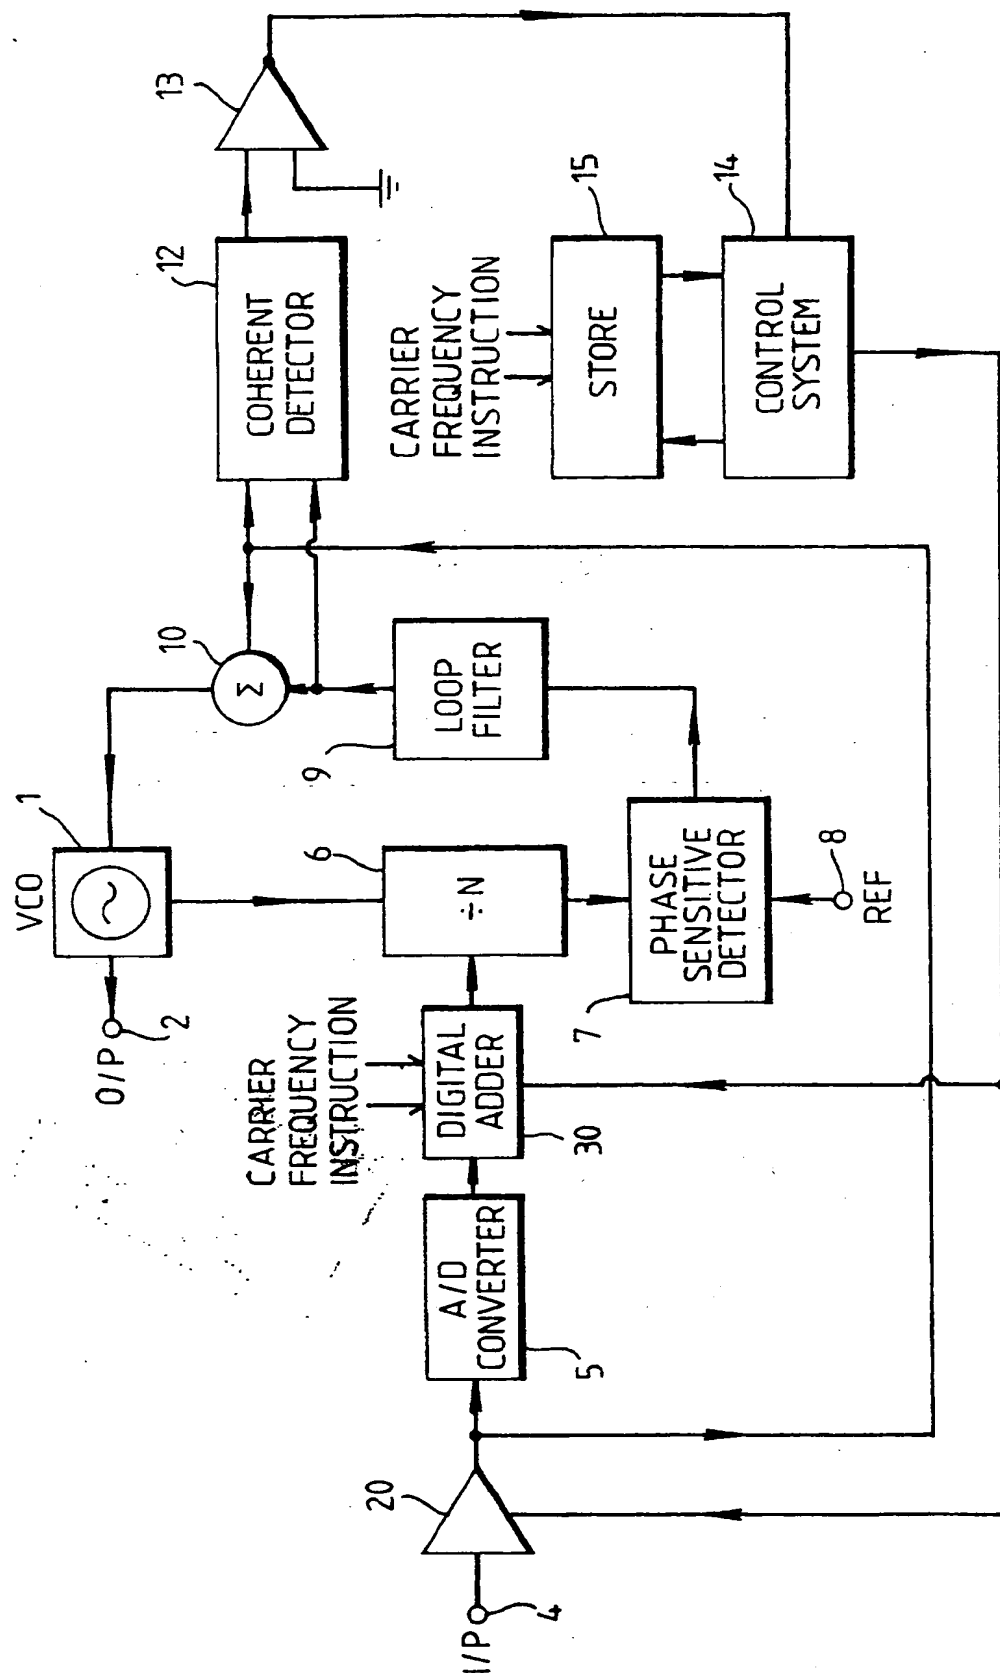 VCO
1
O/P
2
CARRIER
FREQUENCY
INSTRUCTION
I/P
4
20
A/D
CONVERTER
5
DIGITAL
ADDER
30
÷N
6
PHASE
SENSITIVE
DETECTOR
7
8
REF
LOOP
FILTER
9
Σ
10
COHERENT
DETECTOR
12
13
CARRIER
FREQUENCY
INSTRUCTION
STORE
15
CONTROL
SYSTEM
14